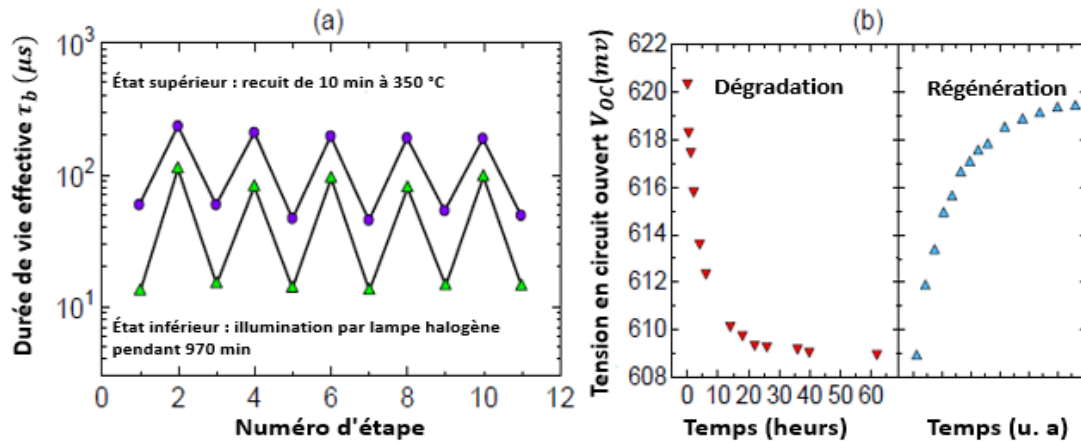 (a)
Durée de vie effective τ_b (μs)
10³
10²
10¹
État supérieur : recuit de 10 min à 350 °C
État inférieur : illumination par lampe halogène
pendant 970 min
0 2 4 6 8 10 12
Numéro d'étape
(b)
Tension en circuit ouvert V_OC(mv)
622
620
618
616
614
612
610
608
Dégradation
Régénération
0 10 20 30 40 50 60
Temps (heurs)
Temps (u. a)